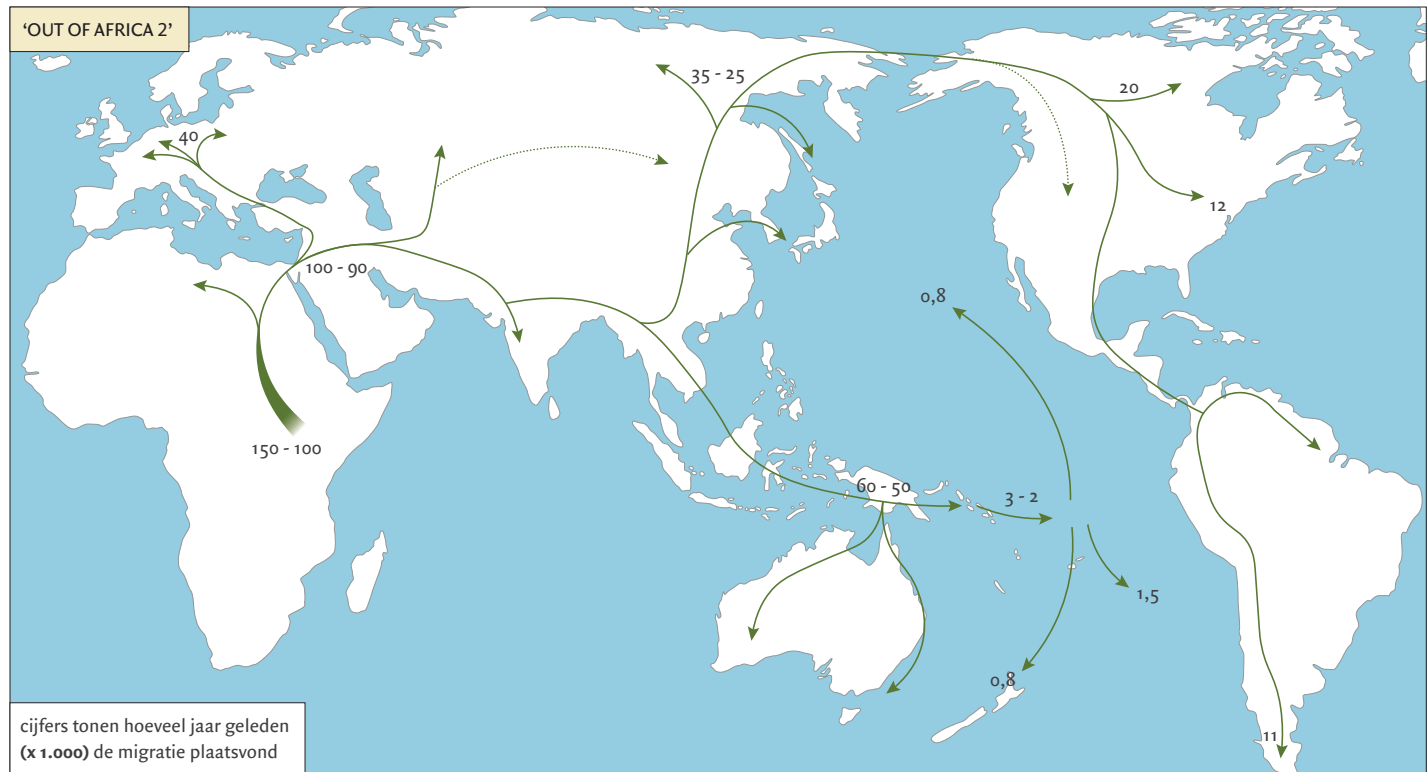 'OUT OF AFRICA 2'
35 - 25
20
40
12
100 - 90
0,8
150 - 100
60 - 50
3 - 2
1,5
0,8
11
cijfers tonen hoeveel jaar geleden
(x 1.000) de migratie plaatsvond